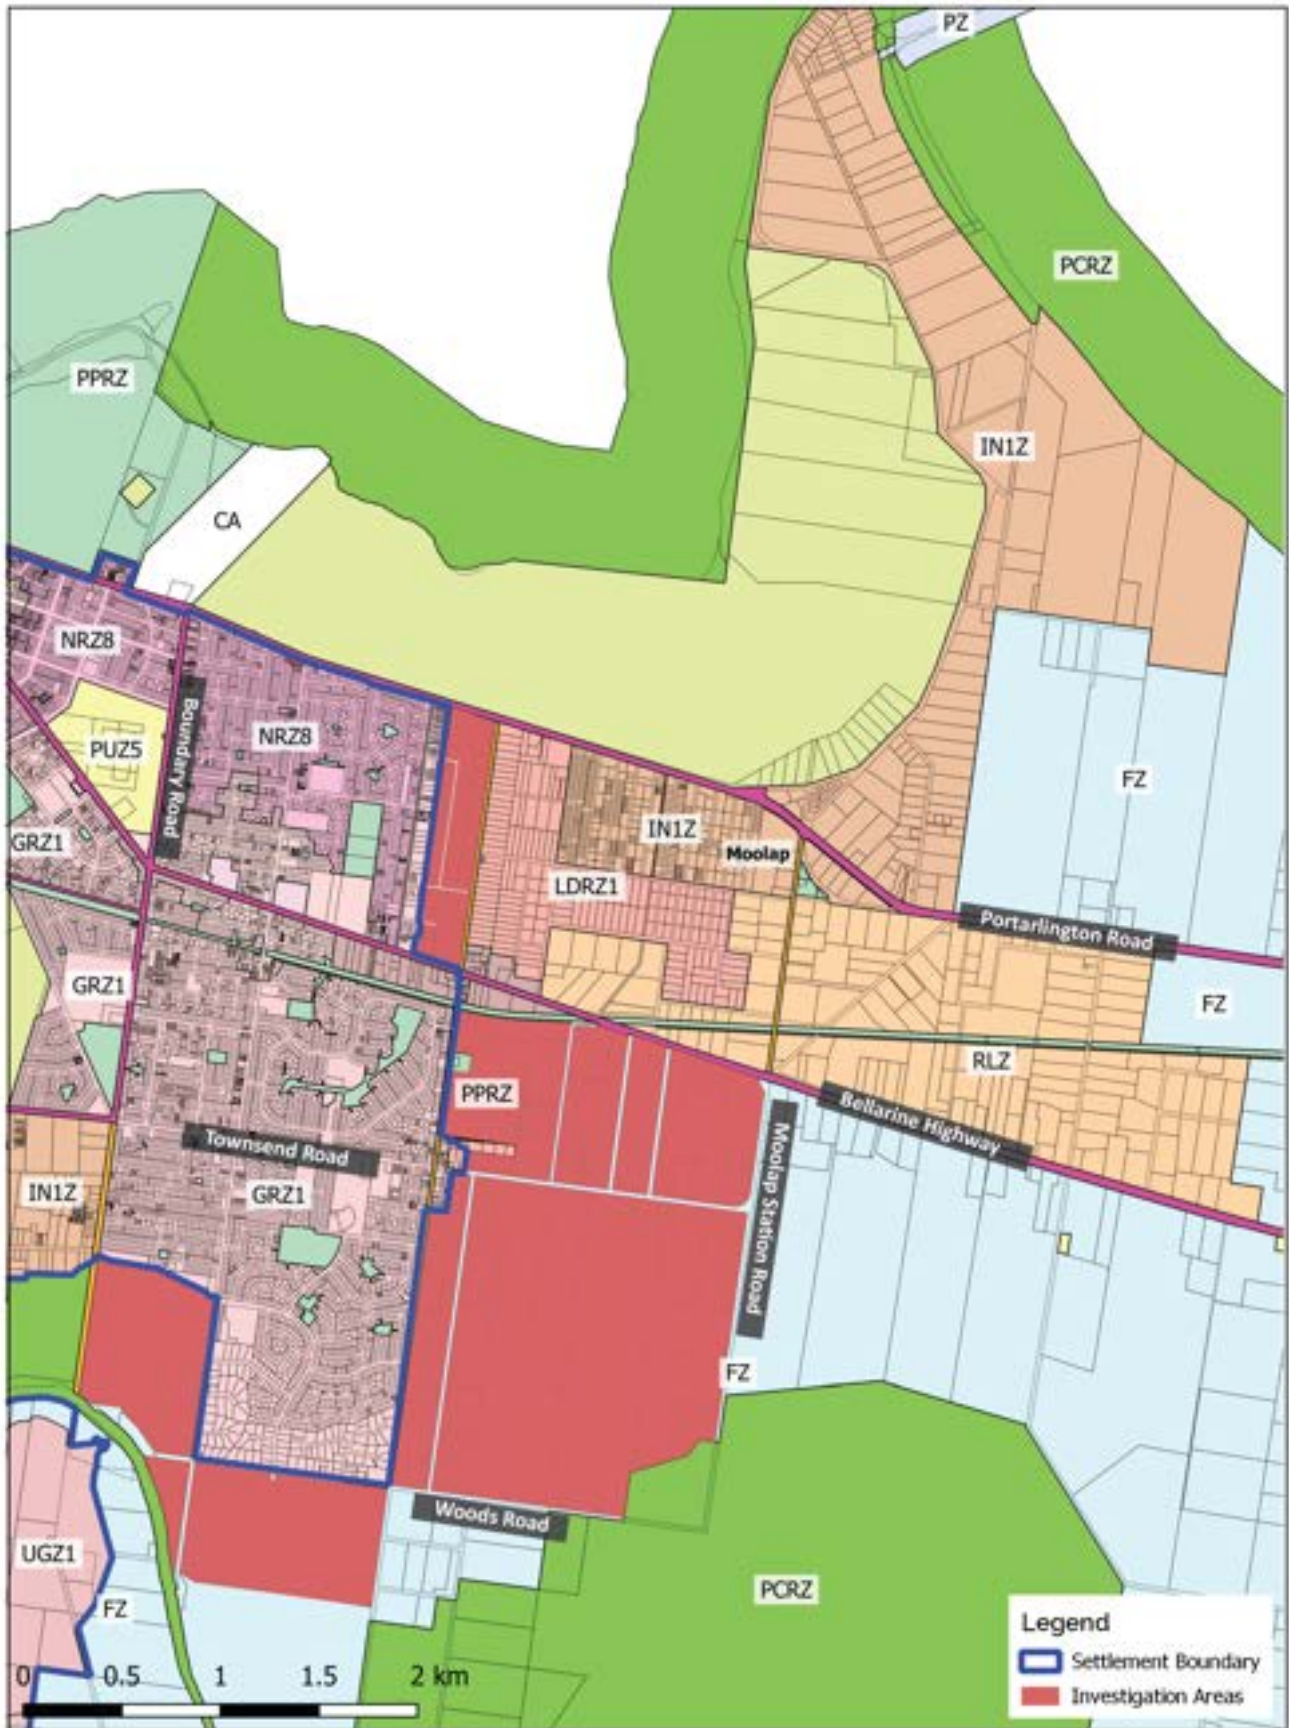 PZ
PCRZ
PPRZ
IN1Z
CA
NRZ8
Boundary Road
NRZ8
PUZ5
FZ
GRZ1
IN1Z
Moolap
LDRZ1
Portarlington Road
GRZ1
FZ
RLZ
PPRZ
Bellarine Highway
Townsend Road
Moolap Station Road
IN1Z
GRZ1
FZ
Woods Road
UGZ1
PCRZ
FZ
Legend
Settlement Boundary
Investigation Areas
0 0.5 1 1.5 2 km